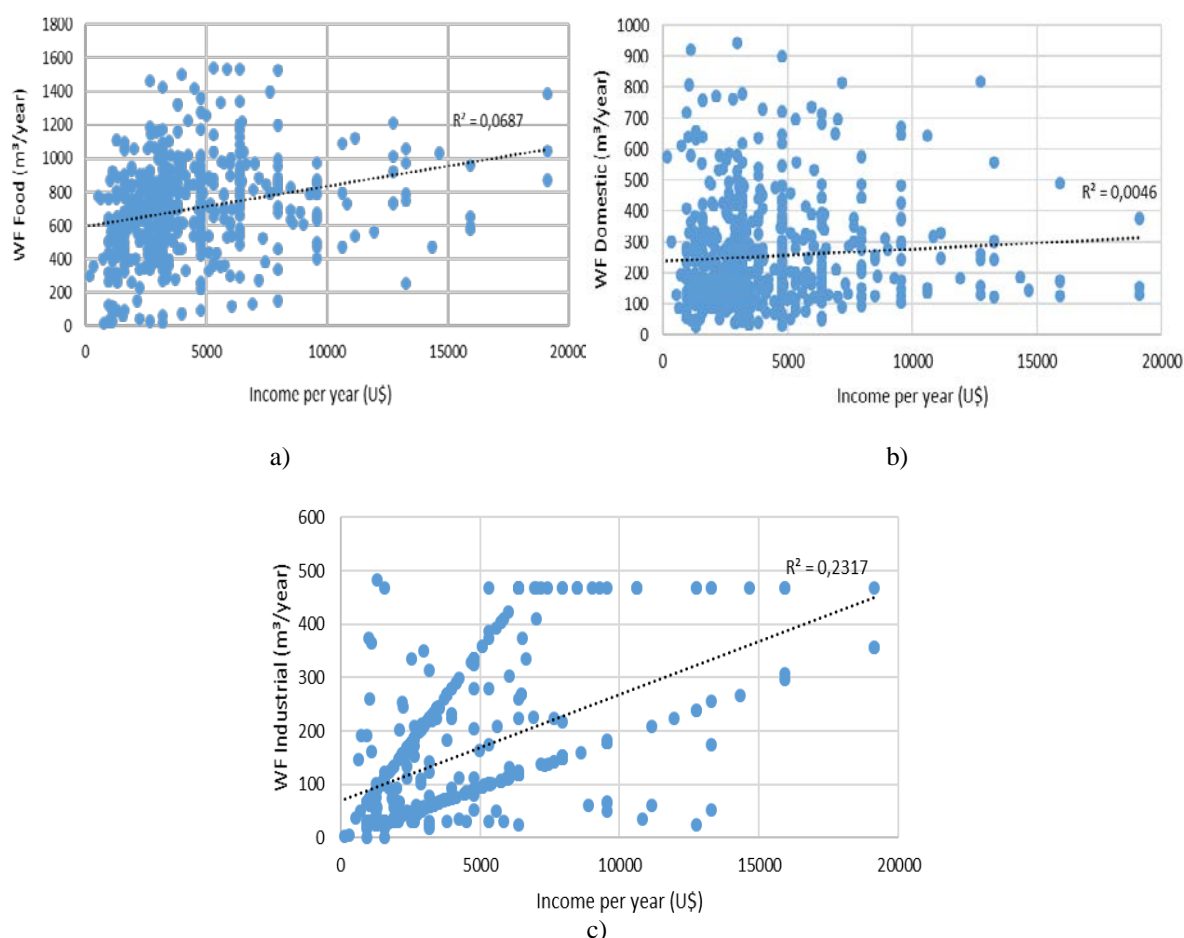 1800
1600
1400
1200
1000
800
600
400
200
0
WF Food (m³/year)
R² = 0,0687
0 5000 10000 15000 20000
Income per year (U$)
a)
1000
900
800
700
600
500
400
300
200
100
0
WF Domestic (m³/year)
R² = 0,0046
0 5000 10000 15000 20000
Income per year (U$)
b)
600
500
400
300
200
100
0
WF Industrial (m³/year)
R² = 0,2317
0 5000 10000 15000 20000
Income per year (U$)
c)